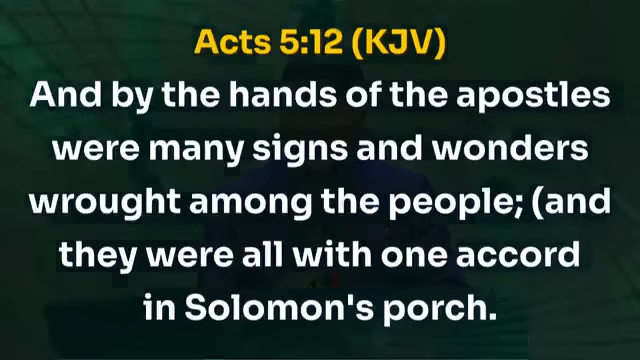 Acts 5:12 (KJV)
And by the hands of the apostles
were many signs and wonders
wrought among the people; (and
they were all with one accord
in Solomon's porch.